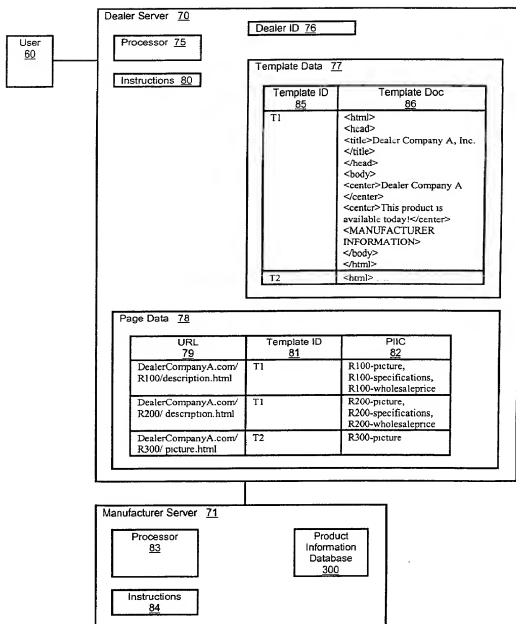 Dealer Server 70
User
60
Processor
75
Dealer ID 76
Instructions 80
Template Data 77
Template ID
85
Template Doc
86
T1
<html>
<head>
<title>Dealer Company A, Inc.
</title>
</head>
<body>
<center>Dealer Company A
</center>
<center>This product is
available today!</center>
<MANUFACTURER
INFORMATION>
</body>
</html>
T2
<html> ...
Page Data 78
URL
79
Template ID
81
PIIC
82
DealerCompanyA.com/
R100/description.html
T1
R100-picture,
R100-specifications,
R100-wholesaleprice
DealerCompanyA.com/
R200/ description.html
T1
R200-picture,
R200-specifications,
R200-wholesaleprice
DealerCompanyA.com/
R300/ picture.html
T2
R300-picture
Manufacturer Server 71
Processor
83
Product
Information
Database
300
Instructions
84